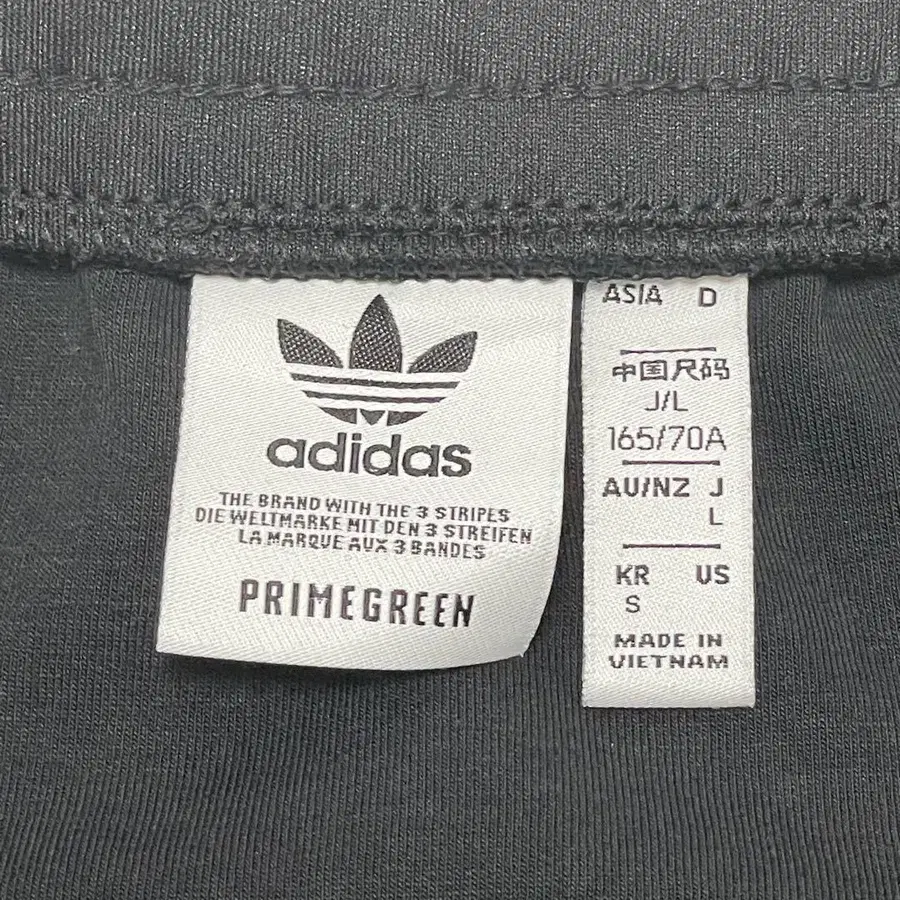 adidas
THE BRAND WITH THE 3 STRIPES
DIE WELTMARKE MIT DEN 3 STREIFEN
LA MARQUE AUX 3 BANDES
PRIMEGREEN
ASIA D
中国尺码
J/L
165/70A
AU/NZ J
L
KR US
S
MADE IN
VIETNAM